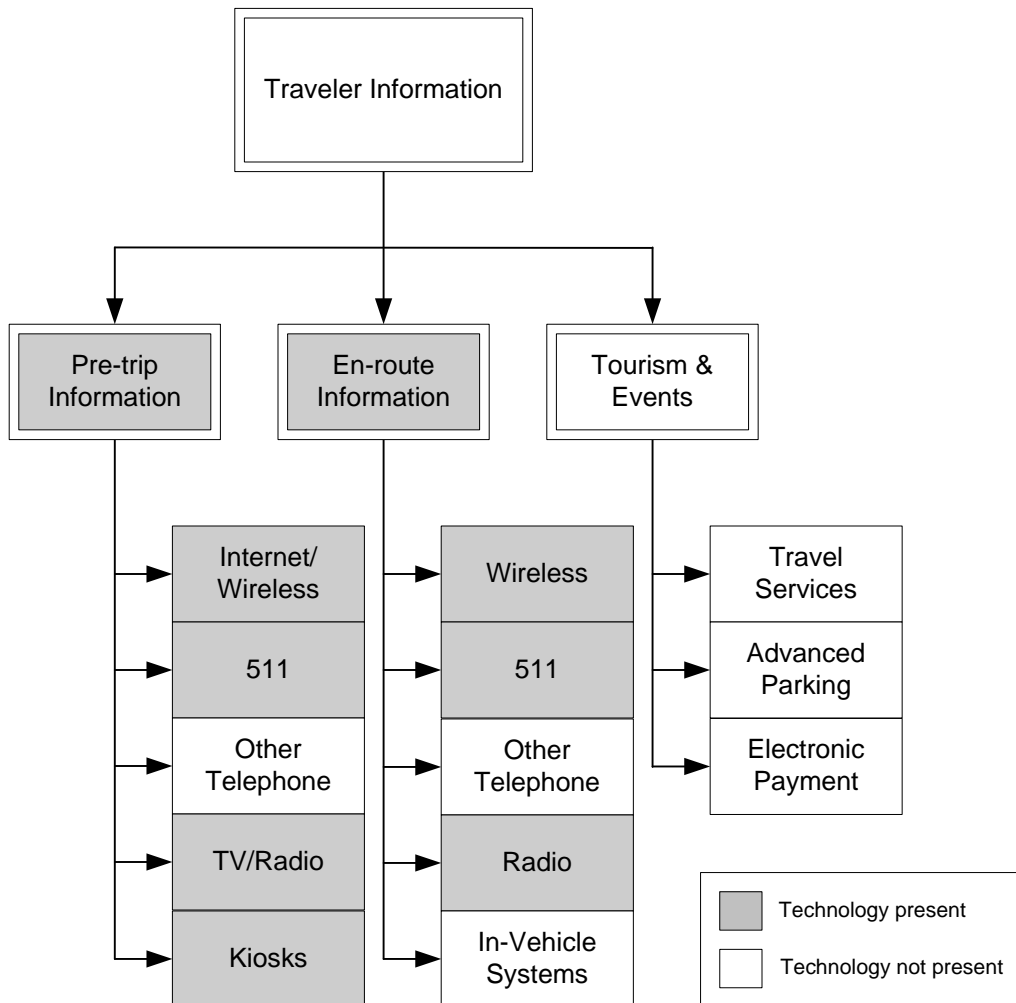 Traveler Information
Pre-trip
Information
En-route
Information
Tourism &
Events
Internet/
Wireless
511
Other
Telephone
TV/Radio
Kiosks
Wireless
511
Other
Telephone
Radio
In-Vehicle
Systems
Travel
Services
Advanced
Parking
Electronic
Payment
Technology present
Technology not present